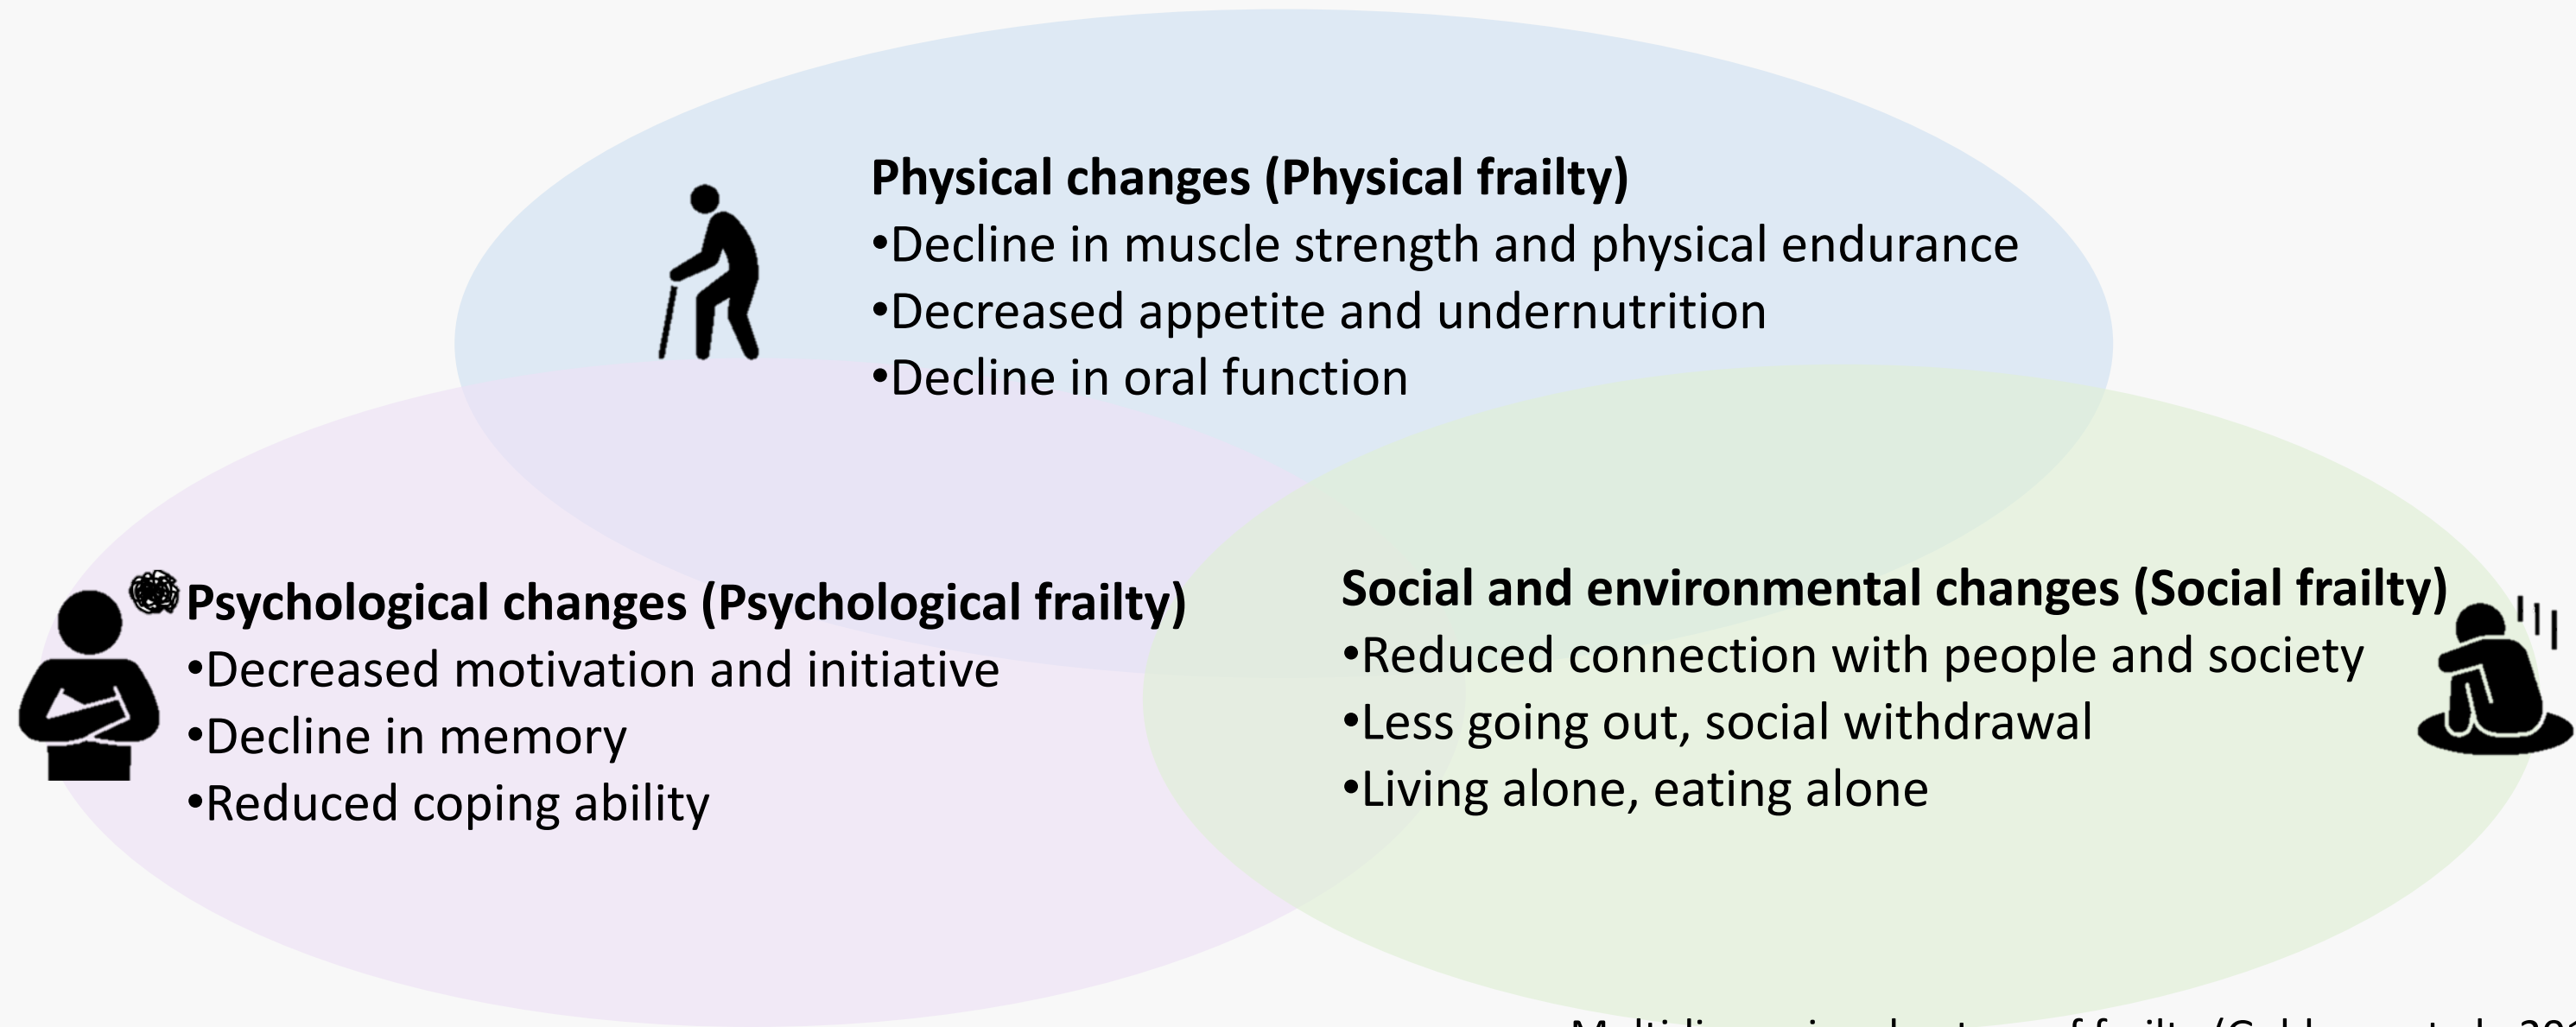 Physical changes (Physical frailty)
•Decline in muscle strength and physical endurance
•Decreased appetite and undernutrition
•Decline in oral function
Psychological changes (Psychological frailty)
•Decreased motivation and initiative
•Decline in memory
•Reduced coping ability
Social and environmental changes (Social frailty)
•Reduced connection with people and society
•Less going out, social withdrawal
•Living alone, eating alone